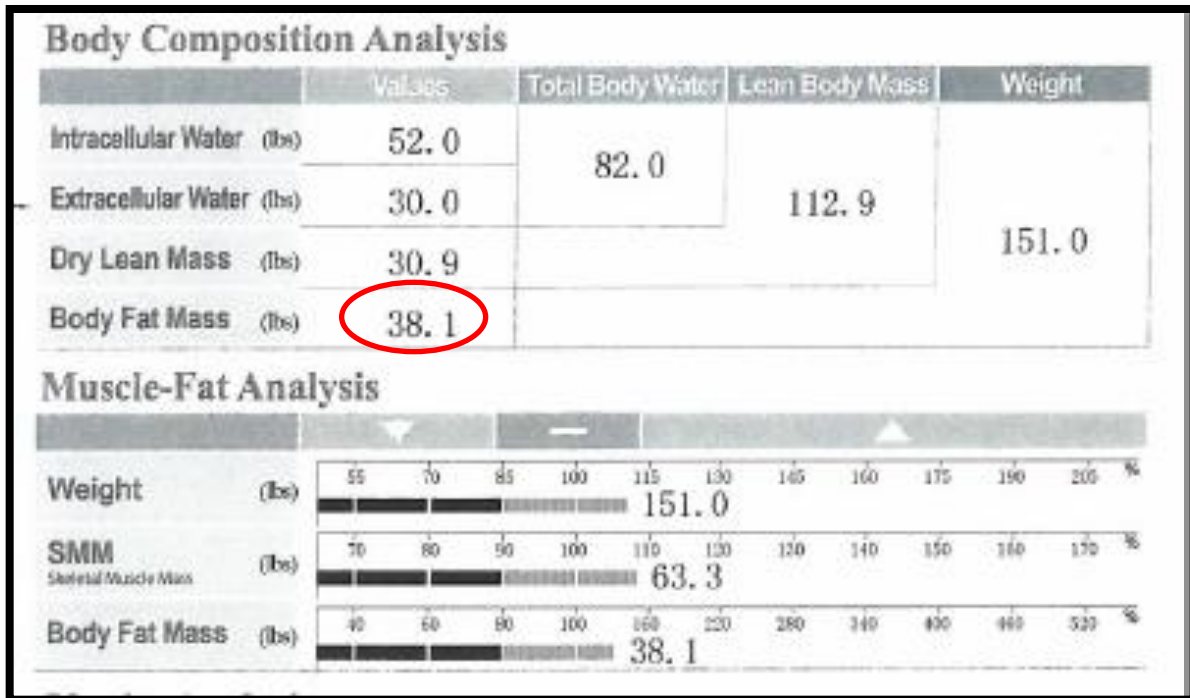 Body Composition Analysis
Values Total Body Water Lean Body Mass Weight
Intracellular Water (lbs) 52.0
82.0
Extracellular Water (lbs) 30.0
112.9
151.0
Dry Lean Mass (lbs) 30.9
Body Fat Mass (lbs) 38.1
Muscle-Fat Analysis
55 70 85 100 115 130 145 160 175 190 205 %
Weight (lbs) 151.0
70 80 90 100 110 120 130 140 150 160 170 %
SMM (lbs) 63.3
Skeletal Muscle Mass
40 60 80 100 160 220 280 340 400 460 520 %
Body Fat Mass (lbs) 38.1